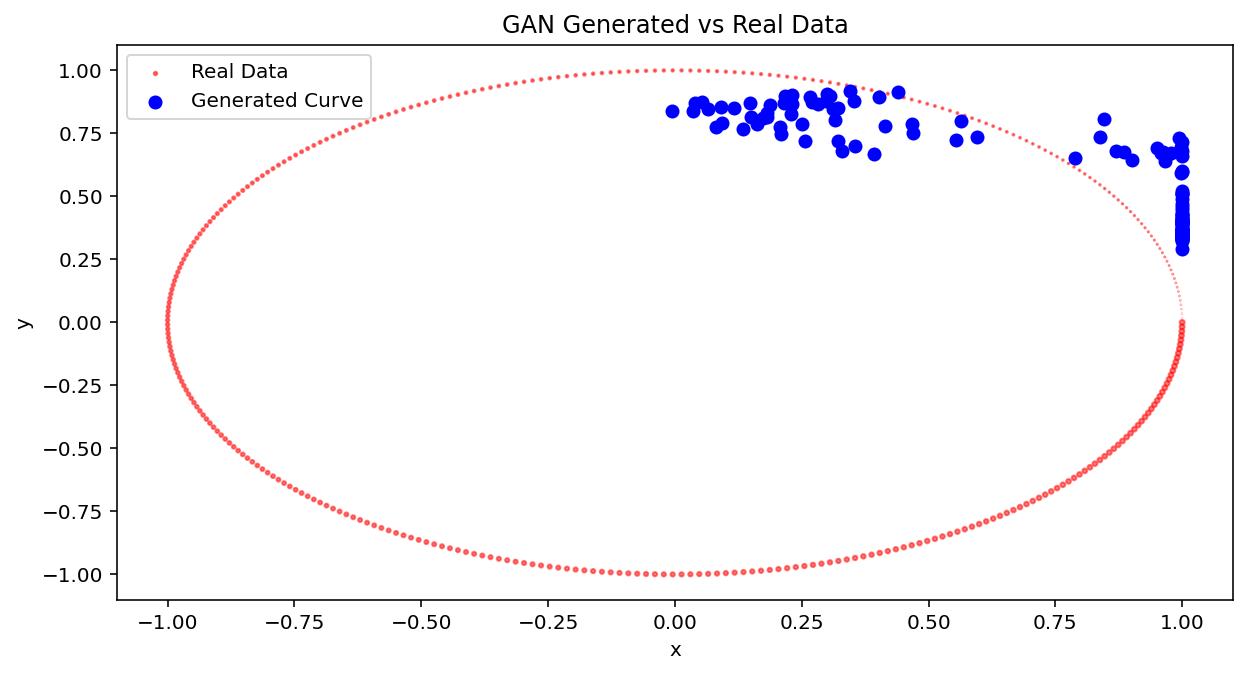 GAN Generated vs Real Data
Real Data
Generated Curve
1.00
0.75
0.50
0.25
0.00
−0.25
−0.50
−0.75
−1.00
y
−1.00 −0.75 −0.50 −0.25 0.00 0.25 0.50 0.75 1.00
x